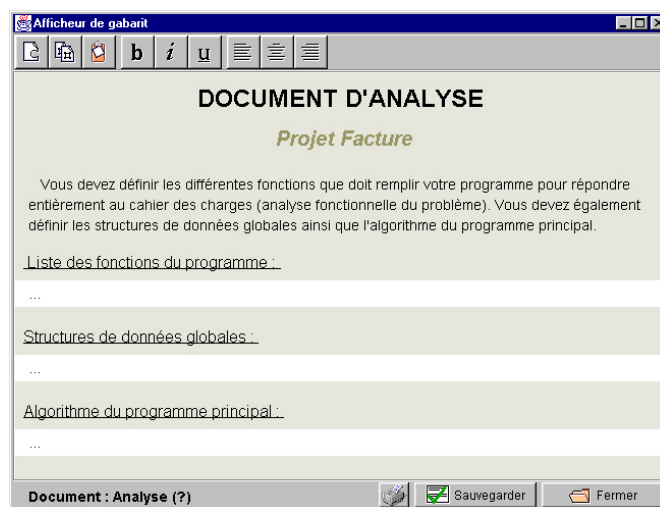 Afficheur de gabarit
b i u
DOCUMENT D'ANALYSE
Projet Facture
Vous devez définir les différentes fonctions que doit remplir votre programme pour répondre
entièrement au cahier des charges (analyse fonctionnelle du problème). Vous devez également
définir les structures de données globales ainsi que l'algorithme du programme principal.
Liste des fonctions du programme :
...
Structures de données globales :
...
Algorithme du programme principal :
...
Document : Analyse (?) Sauvegarder Fermer